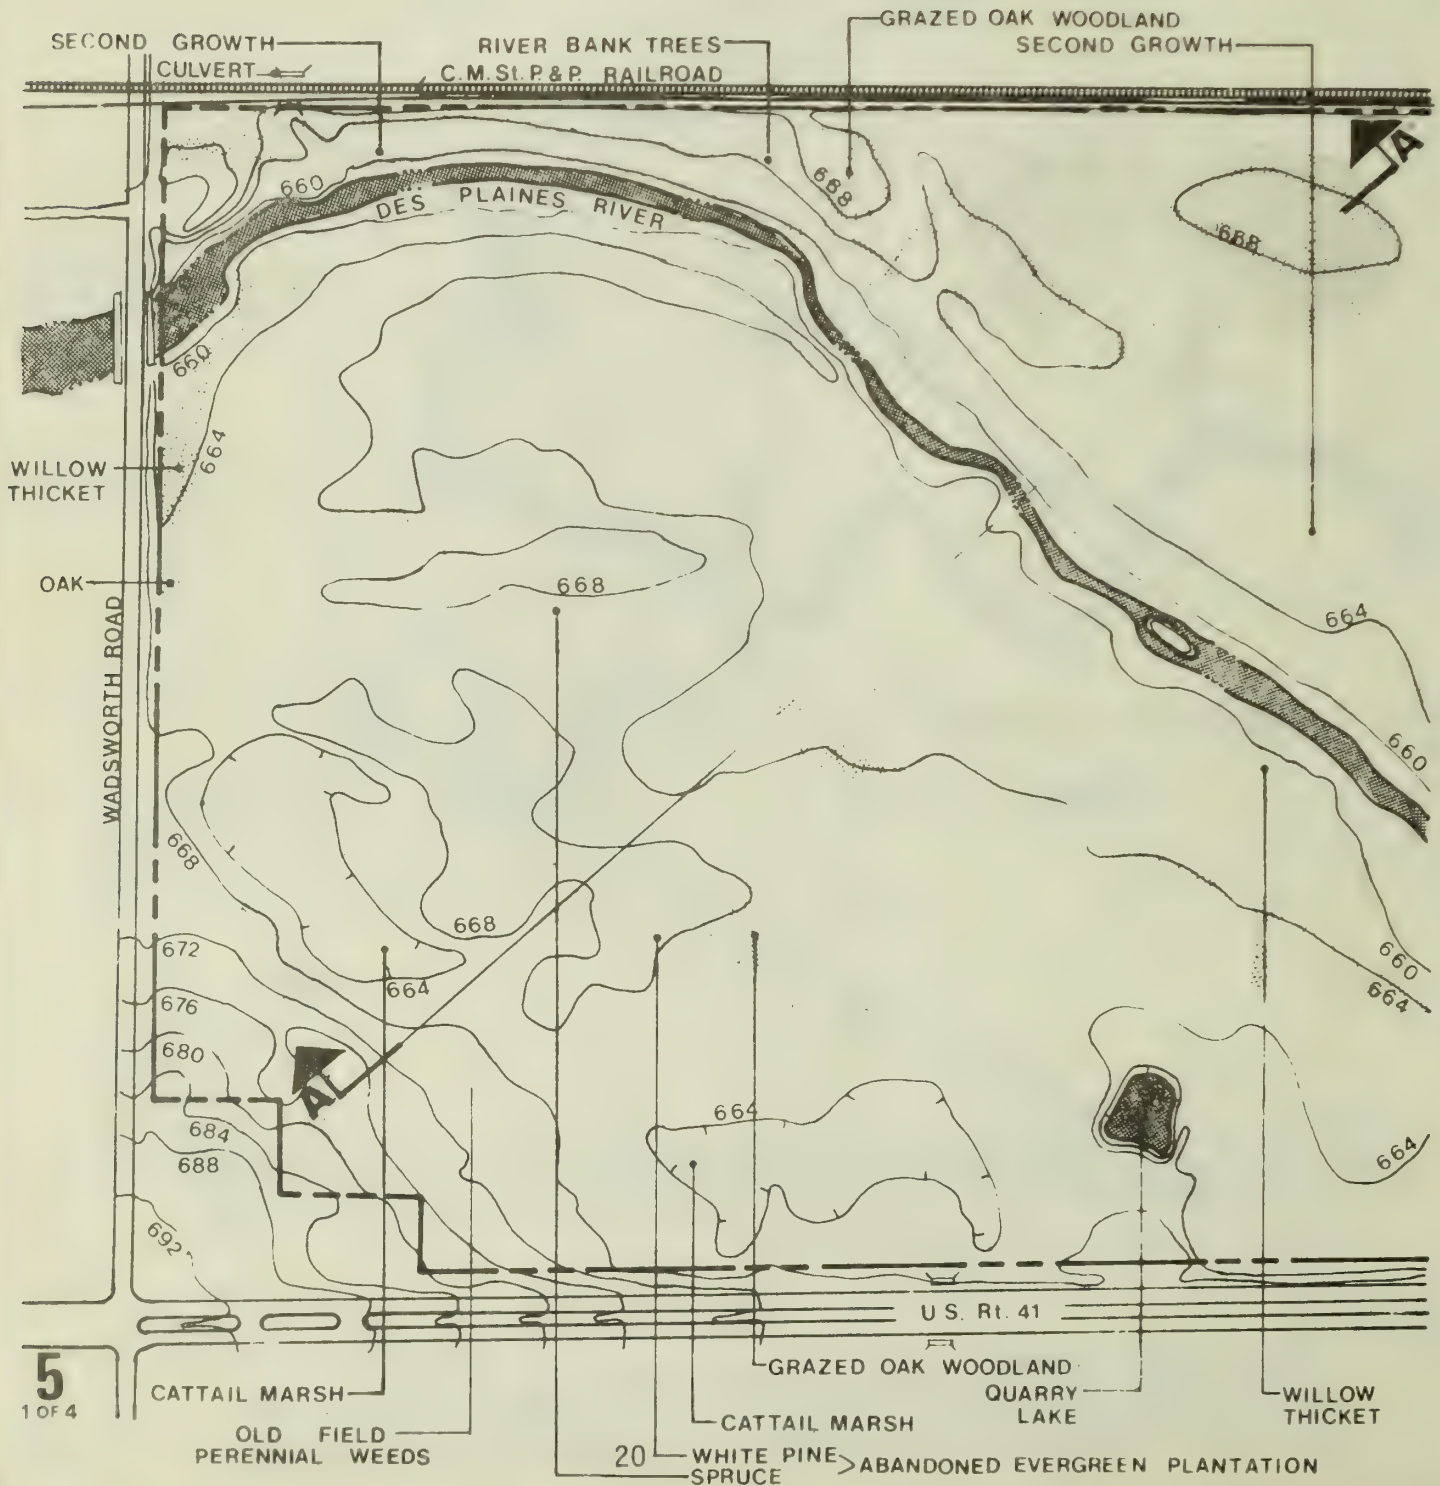 GRAZED OAK WOODLAND
SECOND GROWTH
RIVER BANK TREES
SECOND GROWTH
CULVERT
C.M.St.P.&P. RAILROAD
A
660
668
DES PLAINES RIVER
688
660
664
WILLOW
THICKET
OAK
668
WADSWORTH ROAD
664
660
668
668
672
664
660
664
676
680
A
684
664
688
664
692
U.S. Rt. 41
5
1 OF 4
CATTAIL MARSH
GRAZED OAK WOODLAND
QUARRY
LAKE
WILLOW
THICKET
OLD FIELD
PERENNIAL WEEDS
CATTAIL MARSH
20
WHITE PINE
SPRUCE
>ABANDONED EVERGREEN PLANTATION